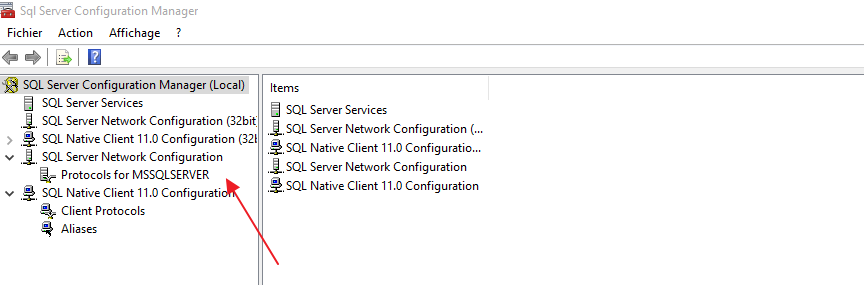 Sql Server Configuration Manager
Fichier Action Affichage ?
SQL Server Configuration Manager (Local)
SQL Server Services
SQL Server Network Configuration (32bit)
SQL Native Client 11.0 Configuration (32b
SQL Server Network Configuration
Protocols for MSSQLSERVER
SQL Native Client 11.0 Configuration
Client Protocols
Aliases
Items
SQL Server Services
SQL Server Network Configuration (...
SQL Native Client 11.0 Configuratio...
SQL Server Network Configuration
SQL Native Client 11.0 Configuration